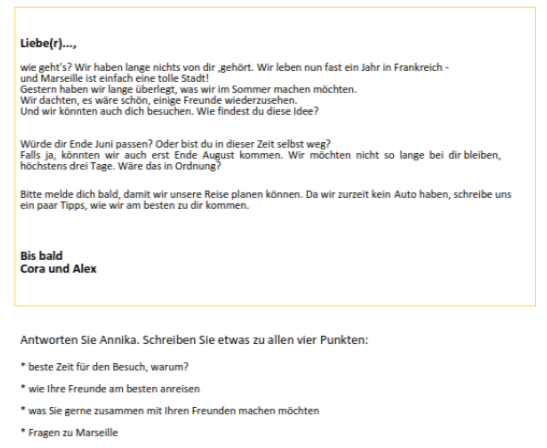 Liebe(r)...,
wie geht's? Wir haben lange nichts von dir ,gehört. Wir leben nun fast ein Jahr in Frankreich -
und Marseille ist einfach eine tolle Stadt!
Gestern haben wir lange überlegt, was wir im Sommer machen möchten.
Wir dachten, es wäre schön, einige Freunde wiederzusehen.
Und wir könnten auch dich besuchen. Wie findest du diese Idee?
Würde dir Ende Juni passen? Oder bist du in dieser Zeit selbst weg?
Falls ja, könnten wir auch erst Ende August kommen. Wir möchten nicht so lange bei dir bleiben,
höchstens drei Tage. Wäre das in Ordnung?
Bitte melde dich bald, damit wir unsere Reise planen können. Da wir zurzeit kein Auto haben, schreibe uns
ein paar Tipps, wie wir am besten zu dir kommen.
Bis bald
Cora und Alex
Antworten Sie Annika. Schreiben Sie etwas zu allen vier Punkten:
* beste Zeit für den Besuch, warum?
* wie Ihre Freunde am besten anreisen
* was Sie gerne zusammen mit Ihren Freunden machen möchten
* Fragen zu Marseille